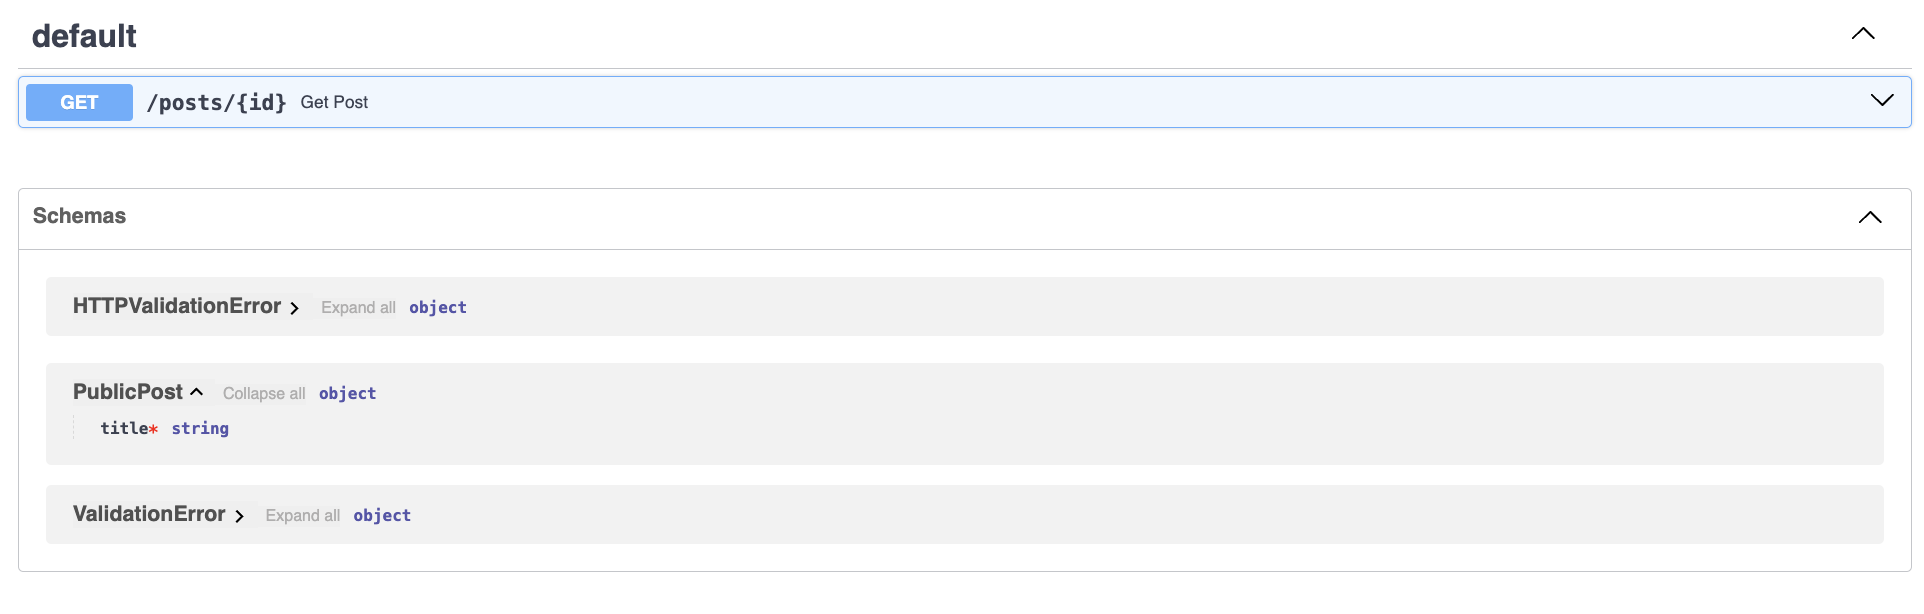 default
GET /posts/{id} Get Post
Schemas
HTTPValidationError Expand all object
PublicPost Collapse all object
title* string
ValidationError Expand all object